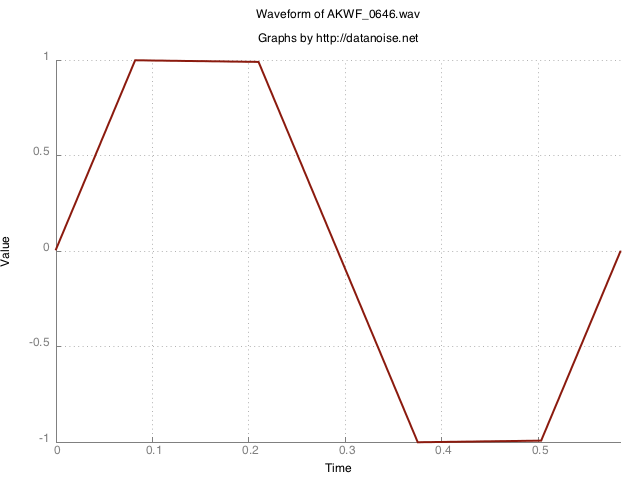 Waveform of AKWF_0646.wav
Graphs by http://datanoise.net
1
0.5
0
-0.5
-1
Value
0 0.1 0.2 0.3 0.4 0.5
Time